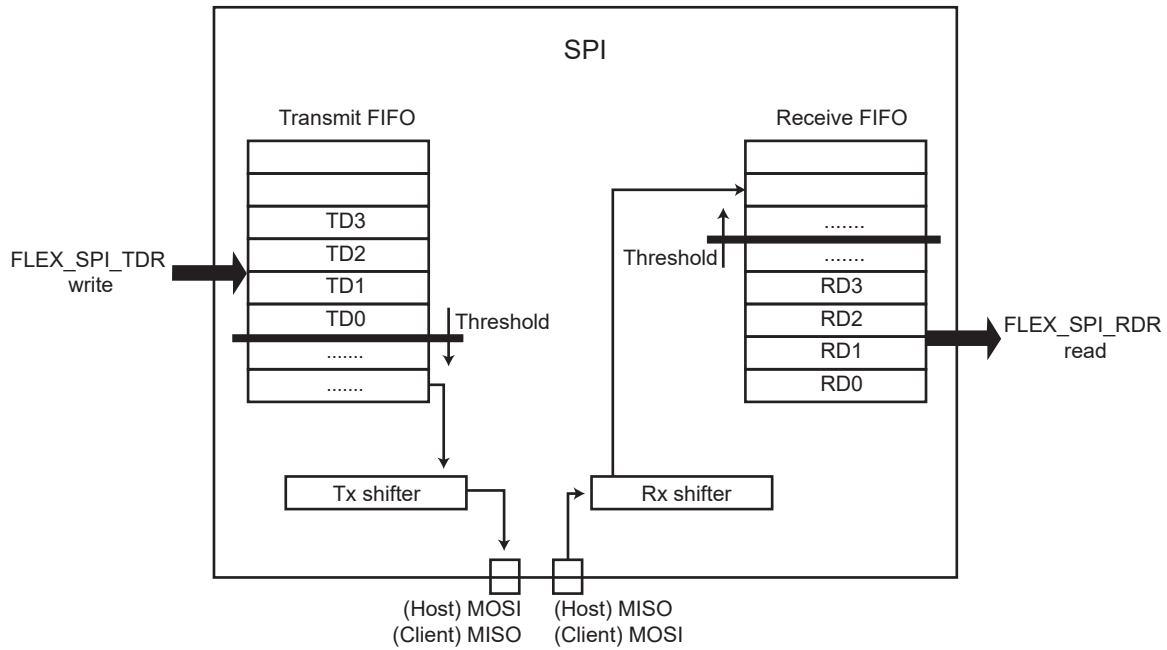 SPI
Transmit FIFO
TD3
TD2
TD1
TD0
.......
.......
FLEX_SPI_TDR
write
Threshold
Receive FIFO
.......
.......
RD3
RD2
RD1
RD0
Threshold
FLEX_SPI_RDR
read
Tx shifter
Rx shifter
(Host) MOSI
(Client) MISO
(Host) MISO
(Client) MOSI